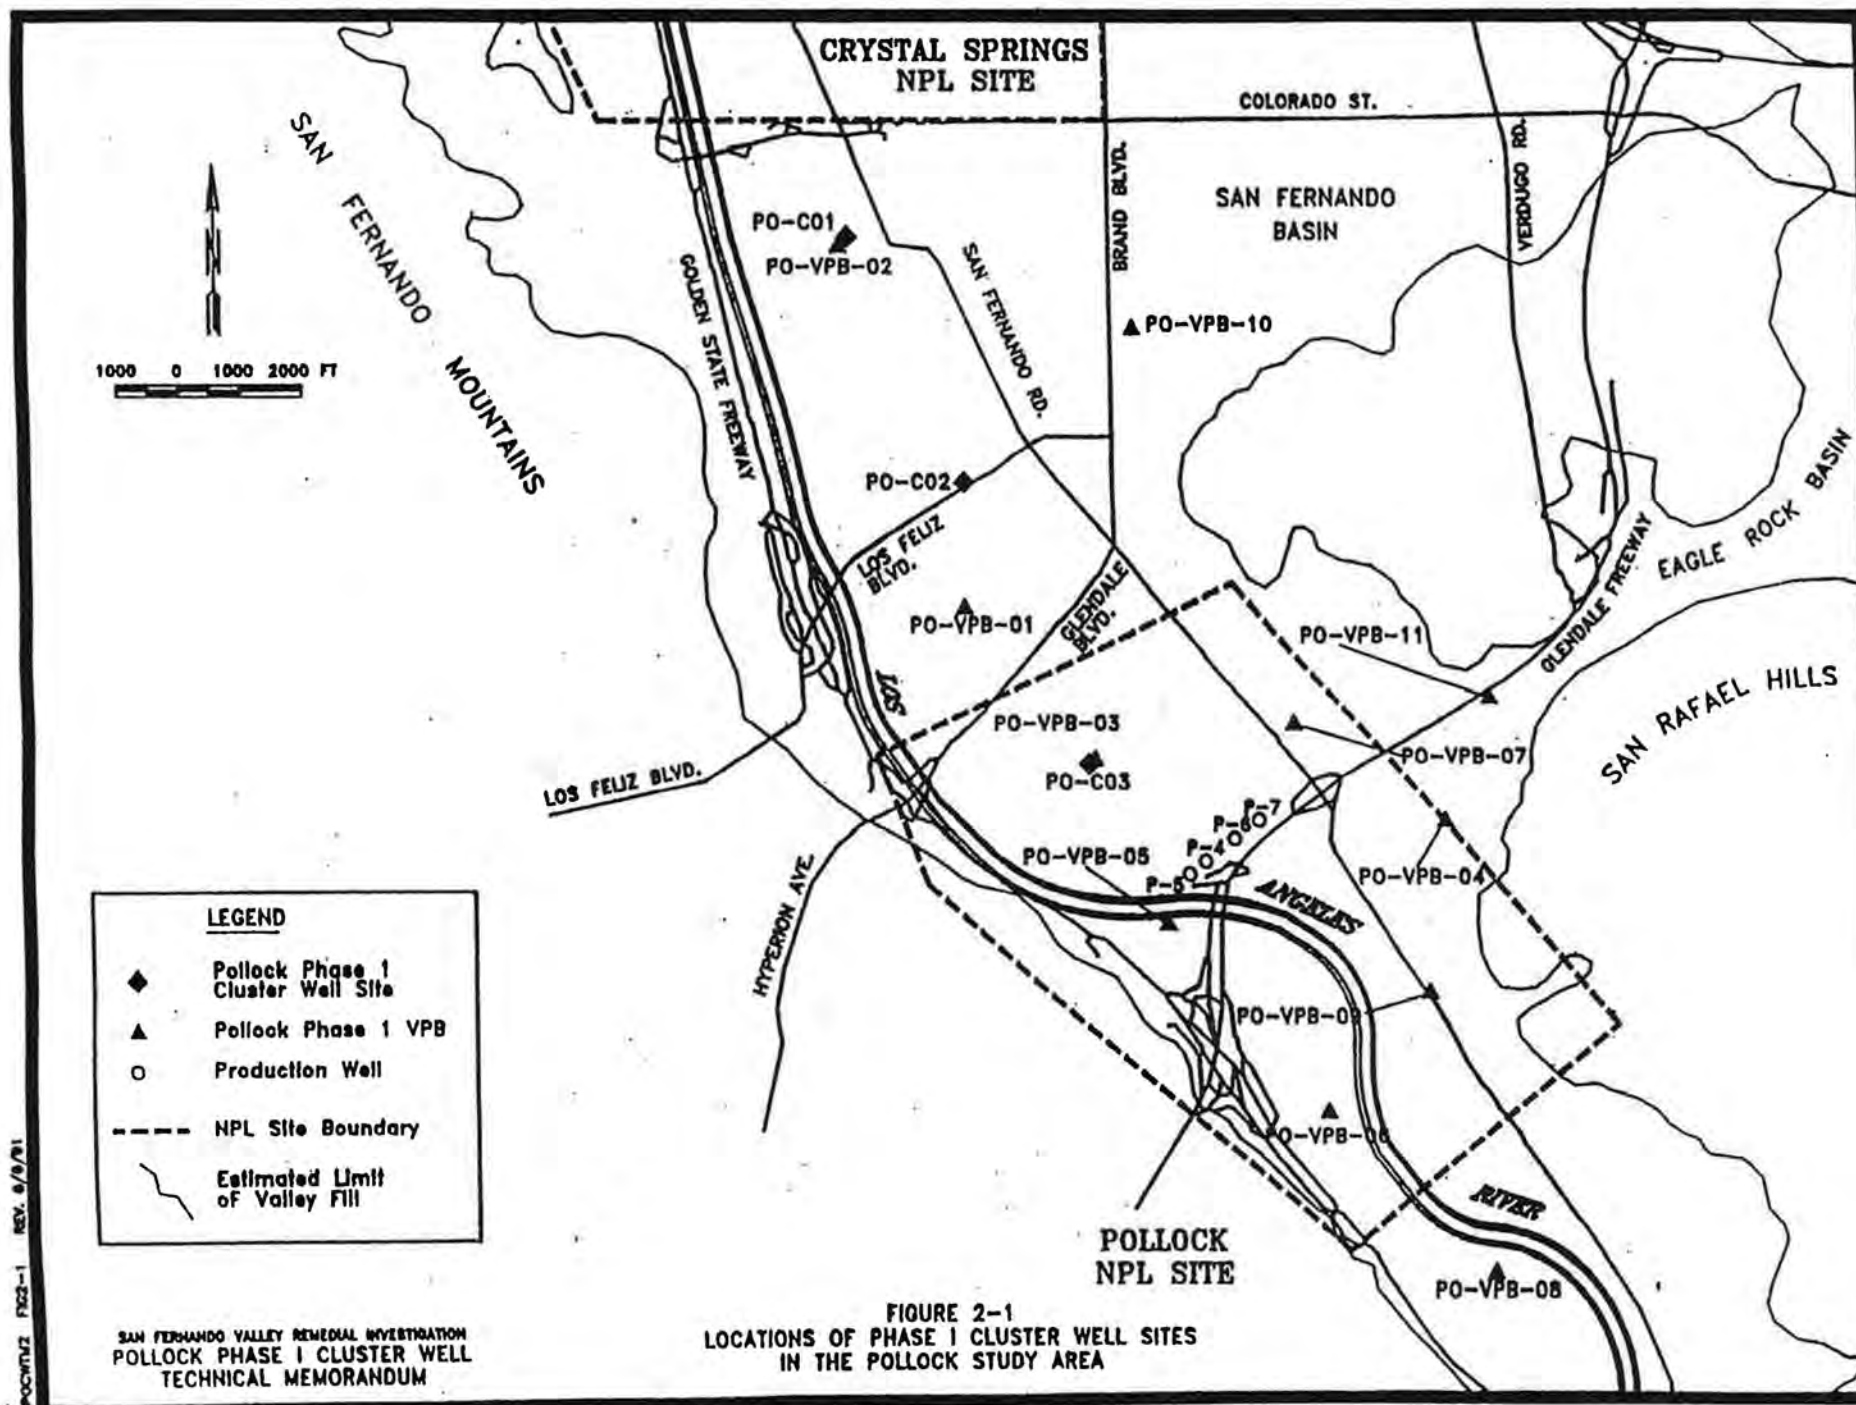 CRYSTAL SPRINGS
NPL SITE
COLORADO ST.
SAN
FERNANDO
MOUNTAINS
N
1000 0 1000 2000 FT
GOLDEN STATE FREEWAY
PO-C01
PO-VPB-02
SAN FERNANDO RD.
BRAND BLVD.
SAN FERNANDO
BASIN
VERDUGO RD.
PO-VPB-10
PO-C02
LOS FELIZ
BLVD.
PO-VPB-01
GLENDALE
BLVD.
EAGLE ROCK BASIN
GLENDALE FREEWAY
PO-VPB-11
SAN RAFAEL HILLS
LOS
PO-VPB-03
PO-C03
PO-VPB-07
LOS FELIZ BLVD.
P-7
P-6
P-4
P-5
PO-VPB-05
PO-VPB-04
HYPERION AVE.
ANGELES
PO-VPB-06
RIVER
PO-VPB-08
POLLOCK
NPL SITE
LEGEND
Pollock Phase 1
Cluster Well Site
Pollock Phase 1 VPB
Production Well
NPL Site Boundary
Estimated Limit
of Valley Fill
SAN FERNANDO VALLEY REMEDIAL INVESTIGATION
POLLOCK PHASE I CLUSTER WELL
TECHNICAL MEMORANDUM
FIGURE 2-1
LOCATIONS OF PHASE I CLUSTER WELL SITES
IN THE POLLOCK STUDY AREA
FIG2-1